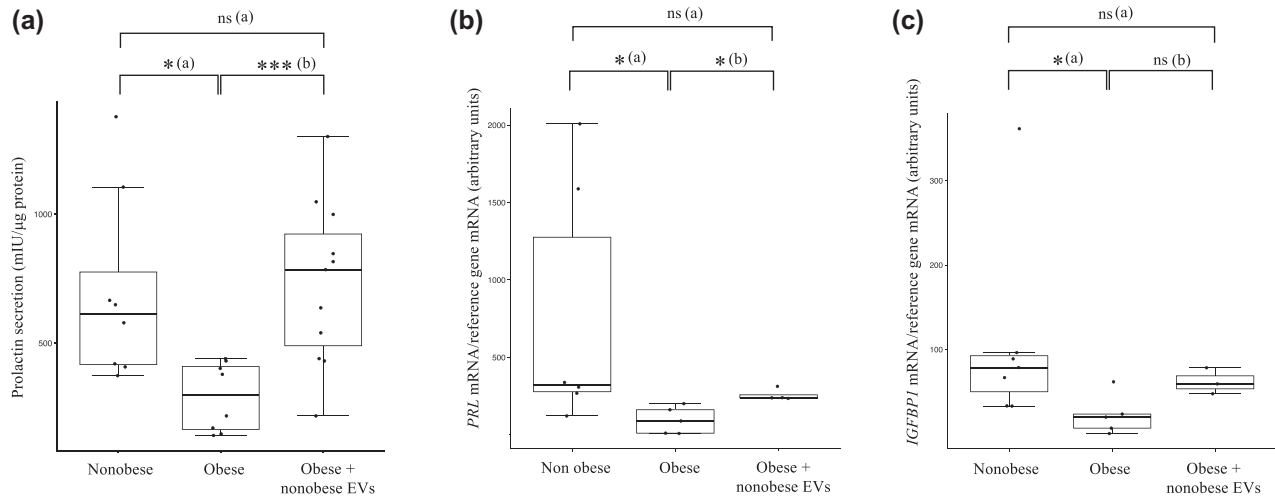 (a)
ns (a)
* (a)
*** (b)
Prolactin secretion (mIU/μg protein)
1000
500
Nonobese
Obese
Obese +
nonobese EVs
(b)
ns (a)
* (a)
* (b)
PRL mRNA/reference gene mRNA (arbitrary units)
2000
1500
1000
500
Non obese
Obese
Obese +
nonobese EVs
(c)
ns (a)
* (a)
ns (b)
IGFBP1 mRNA/reference gene mRNA (arbitrary units)
300
200
100
Nonobese
Obese
Obese +
nonobese EVs